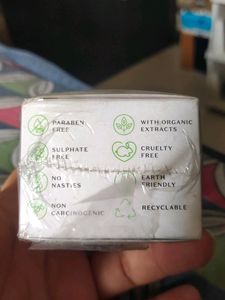 PARABEN
FREE
WITH ORGANIC
EXTRACTS
SULPHATE
FREE
CRUELTY
FREE
NO
NASTIES
EARTH
FRIENDLY
NON
CARCINOGENIC
RECYCLABLE